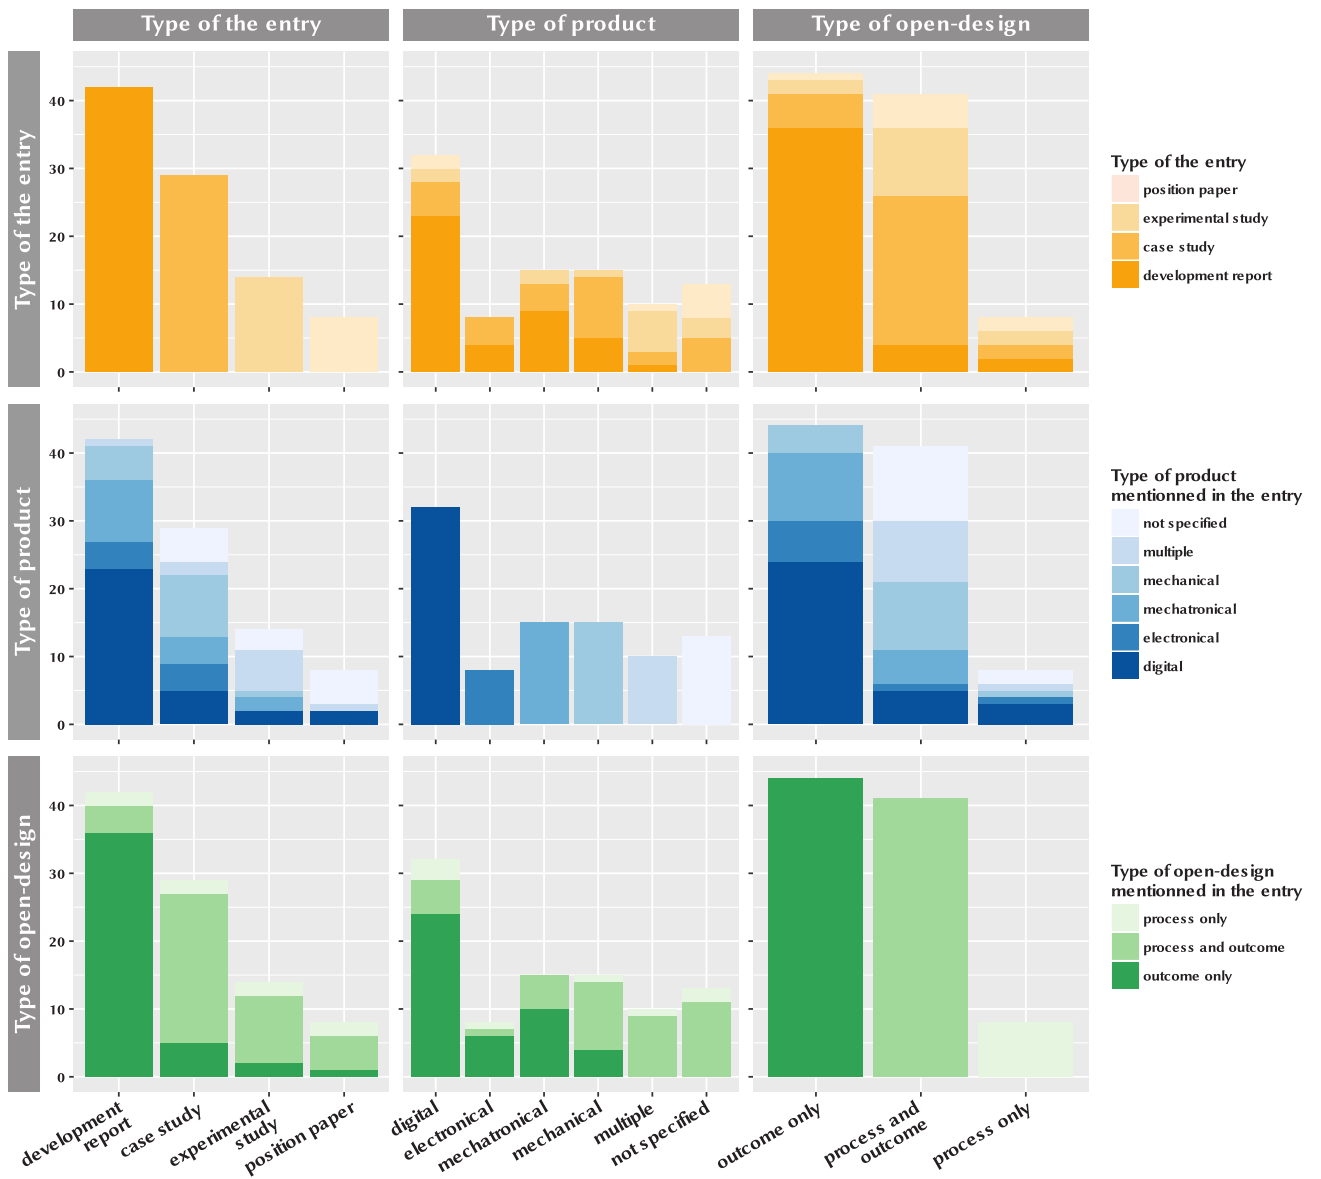 Type of the entry
Type of product
Type of open-design
Type of the entry
40
30
20
10
0
Type of the entry
position paper
experimental study
case study
development report
Type of product
40
30
20
10
0
Type of product
mentionned in the entry
not specified
multiple
mechanical
mechatronical
electronical
digital
Type of open-design
40
30
20
10
0
Type of open-design
mentionned in the entry
process only
process and outcome
outcome only
development
report
case study
experimental
study
position paper
digital
electronical
mechatronical
mechanical
multiple
not specified
outcome only
process and
outcome
process only